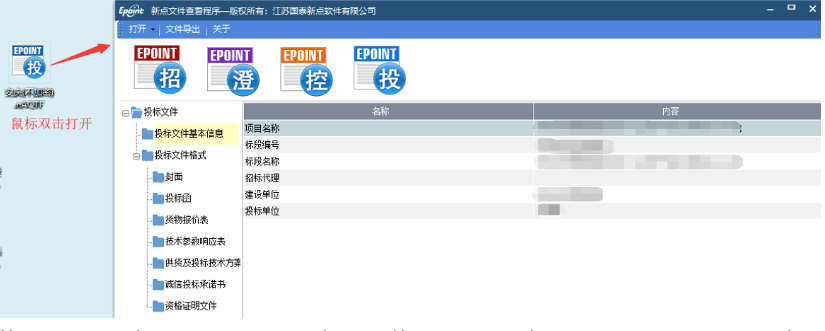 Epoint 新点文件查看程序—版权所有：江苏国泰新点软件有限公司
打开 文件导出 关于
EPOINT 招 EPOINT 澄 EPOINT 控 EPOINT 投
EPOINT 投
.nAQTF
鼠标双击打开
投标文件
投标文件基本信息
投标文件格式
封面
投标函
货物报价表
技术参数响应表
供货及投标技术方案
诚信投标承诺书
资格证明文件
名称 内容
项目名称
标段编号
标段名称
招标代理
建设单位
投标单位